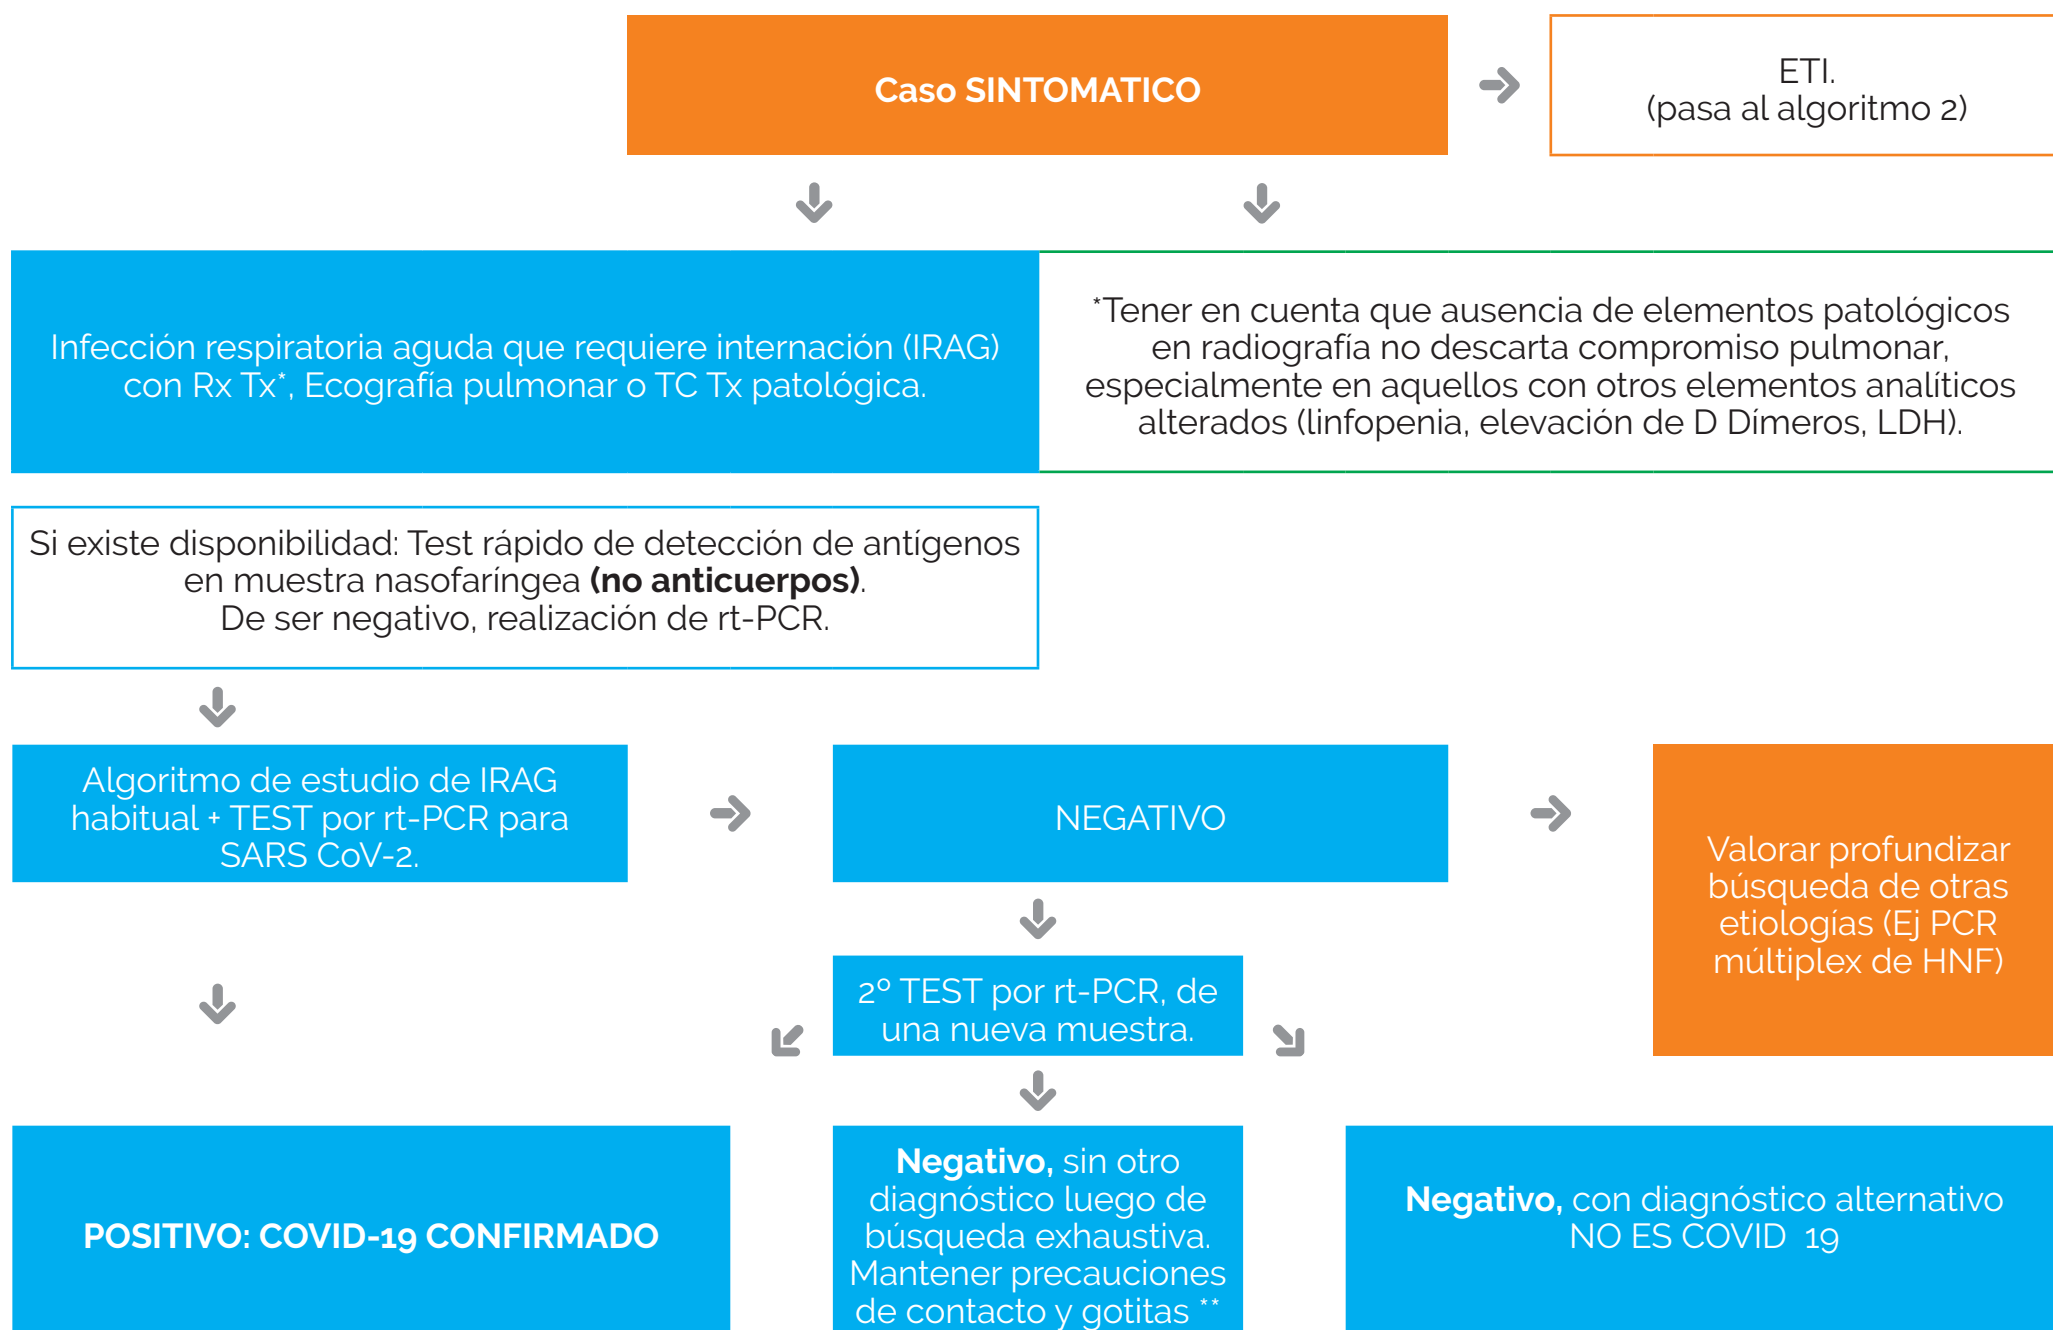 Caso SINTOMATICO
ETI.
(pasa al algoritmo 2)
Infección respiratoria aguda que requiere internación (IRAG)
con Rx Tx*, Ecografía pulmonar o TC Tx patológica.
*Tener en cuenta que ausencia de elementos patológicos
en radiografía no descarta compromiso pulmonar,
especialmente en aquellos con otros elementos analíticos
alterados (linfopenia, elevación de D Dímeros, LDH).
Si existe disponibilidad: Test rápido de detección de antígenos
en muestra nasofaríngea (no anticuerpos).
De ser negativo, realización de rt-PCR.
Algoritmo de estudio de IRAG
habitual + TEST por rt-PCR para
SARS CoV-2.
NEGATIVO
Valorar profundizar
búsqueda de otras
etiologías (Ej PCR
múltiplex de HNF)
2º TEST por rt-PCR, de
una nueva muestra.
POSITIVO: COVID-19 CONFIRMADO
Negativo, sin otro
diagnóstico luego de
búsqueda exhaustiva.
Mantener precauciones
de contacto y gotitas **
Negativo, con diagnóstico alternativo
NO ES COVID 19